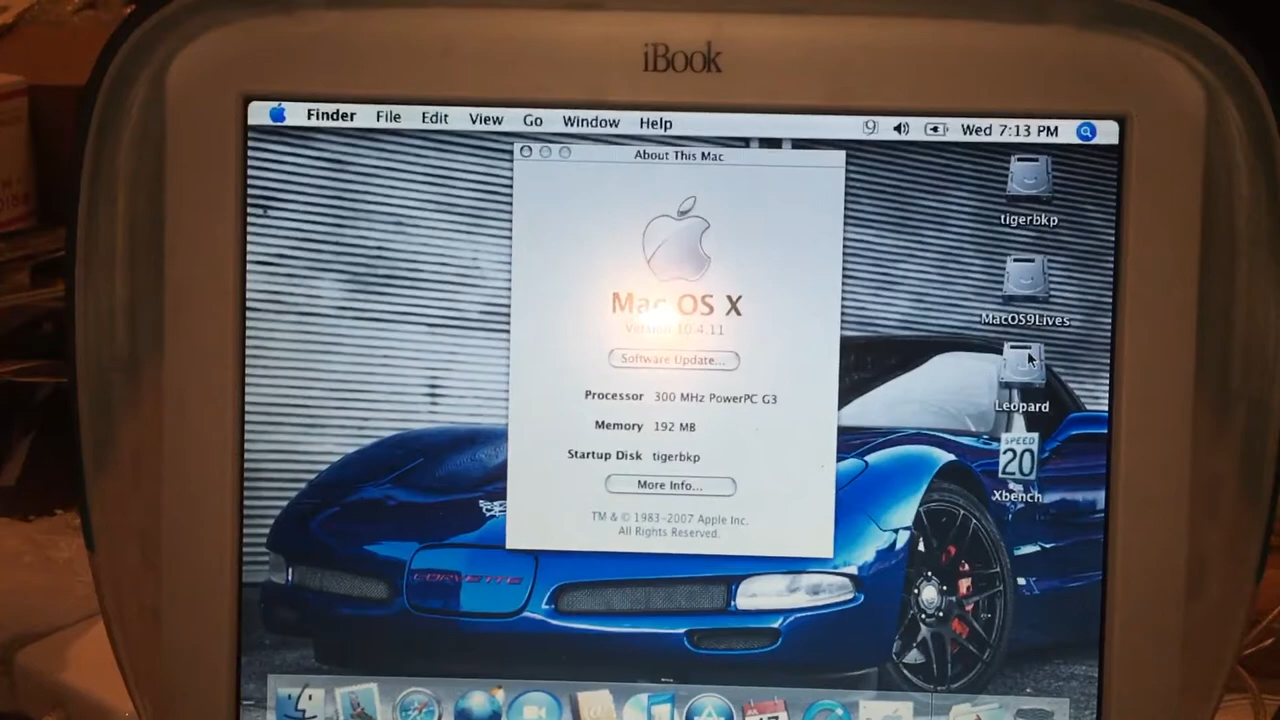 iBook
Finder File Edit View Go Window Help 9 Wed 7:13 PM
About This Mac
Mac OS X
Version 10.4.11
Software Update...
Processor 300 MHz PowerPC G3
Memory 192 MB
Startup Disk tigerbkp
More Info...
TM & © 1983-2007 Apple Inc.
All Rights Reserved.
tigerbkp
MacOS9Lives
Leopard
SPEED
20
Xbench
CORVETTE
17